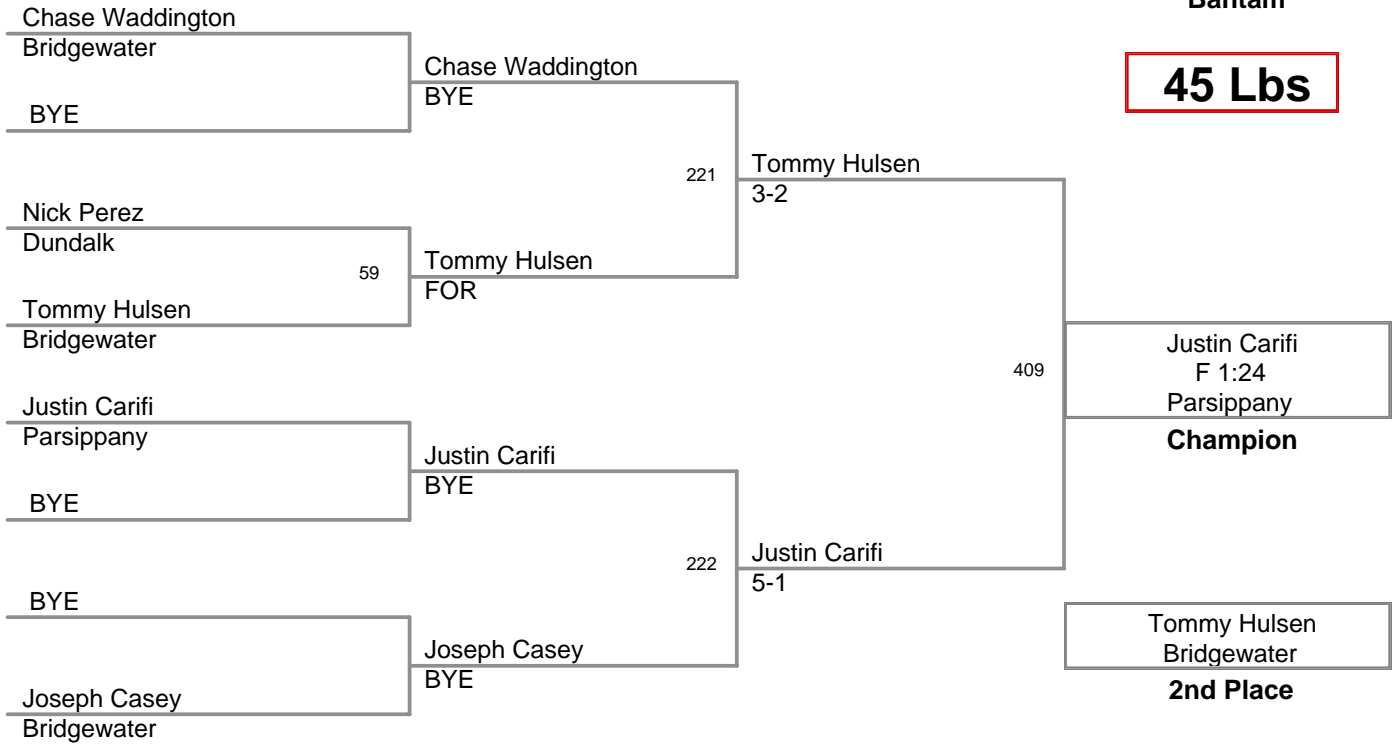 Bantam
45 Lbs
Chase Waddington
Bridgewater
BYE
Nick Perez
Dundalk
59
Tommy Hulsen
Bridgewater
Justin Carifi
Parsippany
BYE
BYE
Joseph Casey
Bridgewater
Chase Waddington
BYE
221
Tommy Hulsen
FOR
Justin Carifi
BYE
222
Joseph Casey
BYE
Tommy Hulsen
3-2
409
Justin Carifi
5-1
Justin Carifi
F 1:24
Parsippany
Champion
Tommy Hulsen
Bridgewater
2nd Place